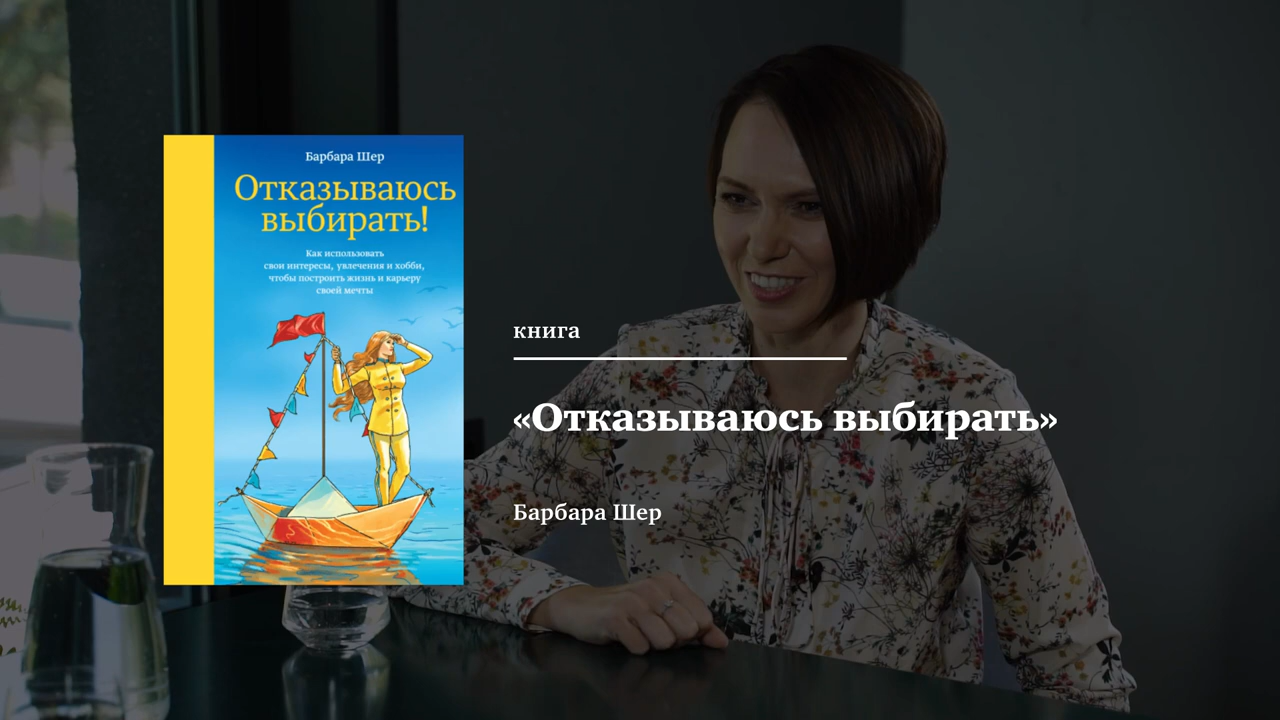 Барбара Шер
Отказываюсь
выбирать!
Как использовать
свои интересы, увлечения и хобби,
чтобы построить жизнь и карьеру
своей мечты
книга
«Отказываюсь выбирать»
Барбара Шер